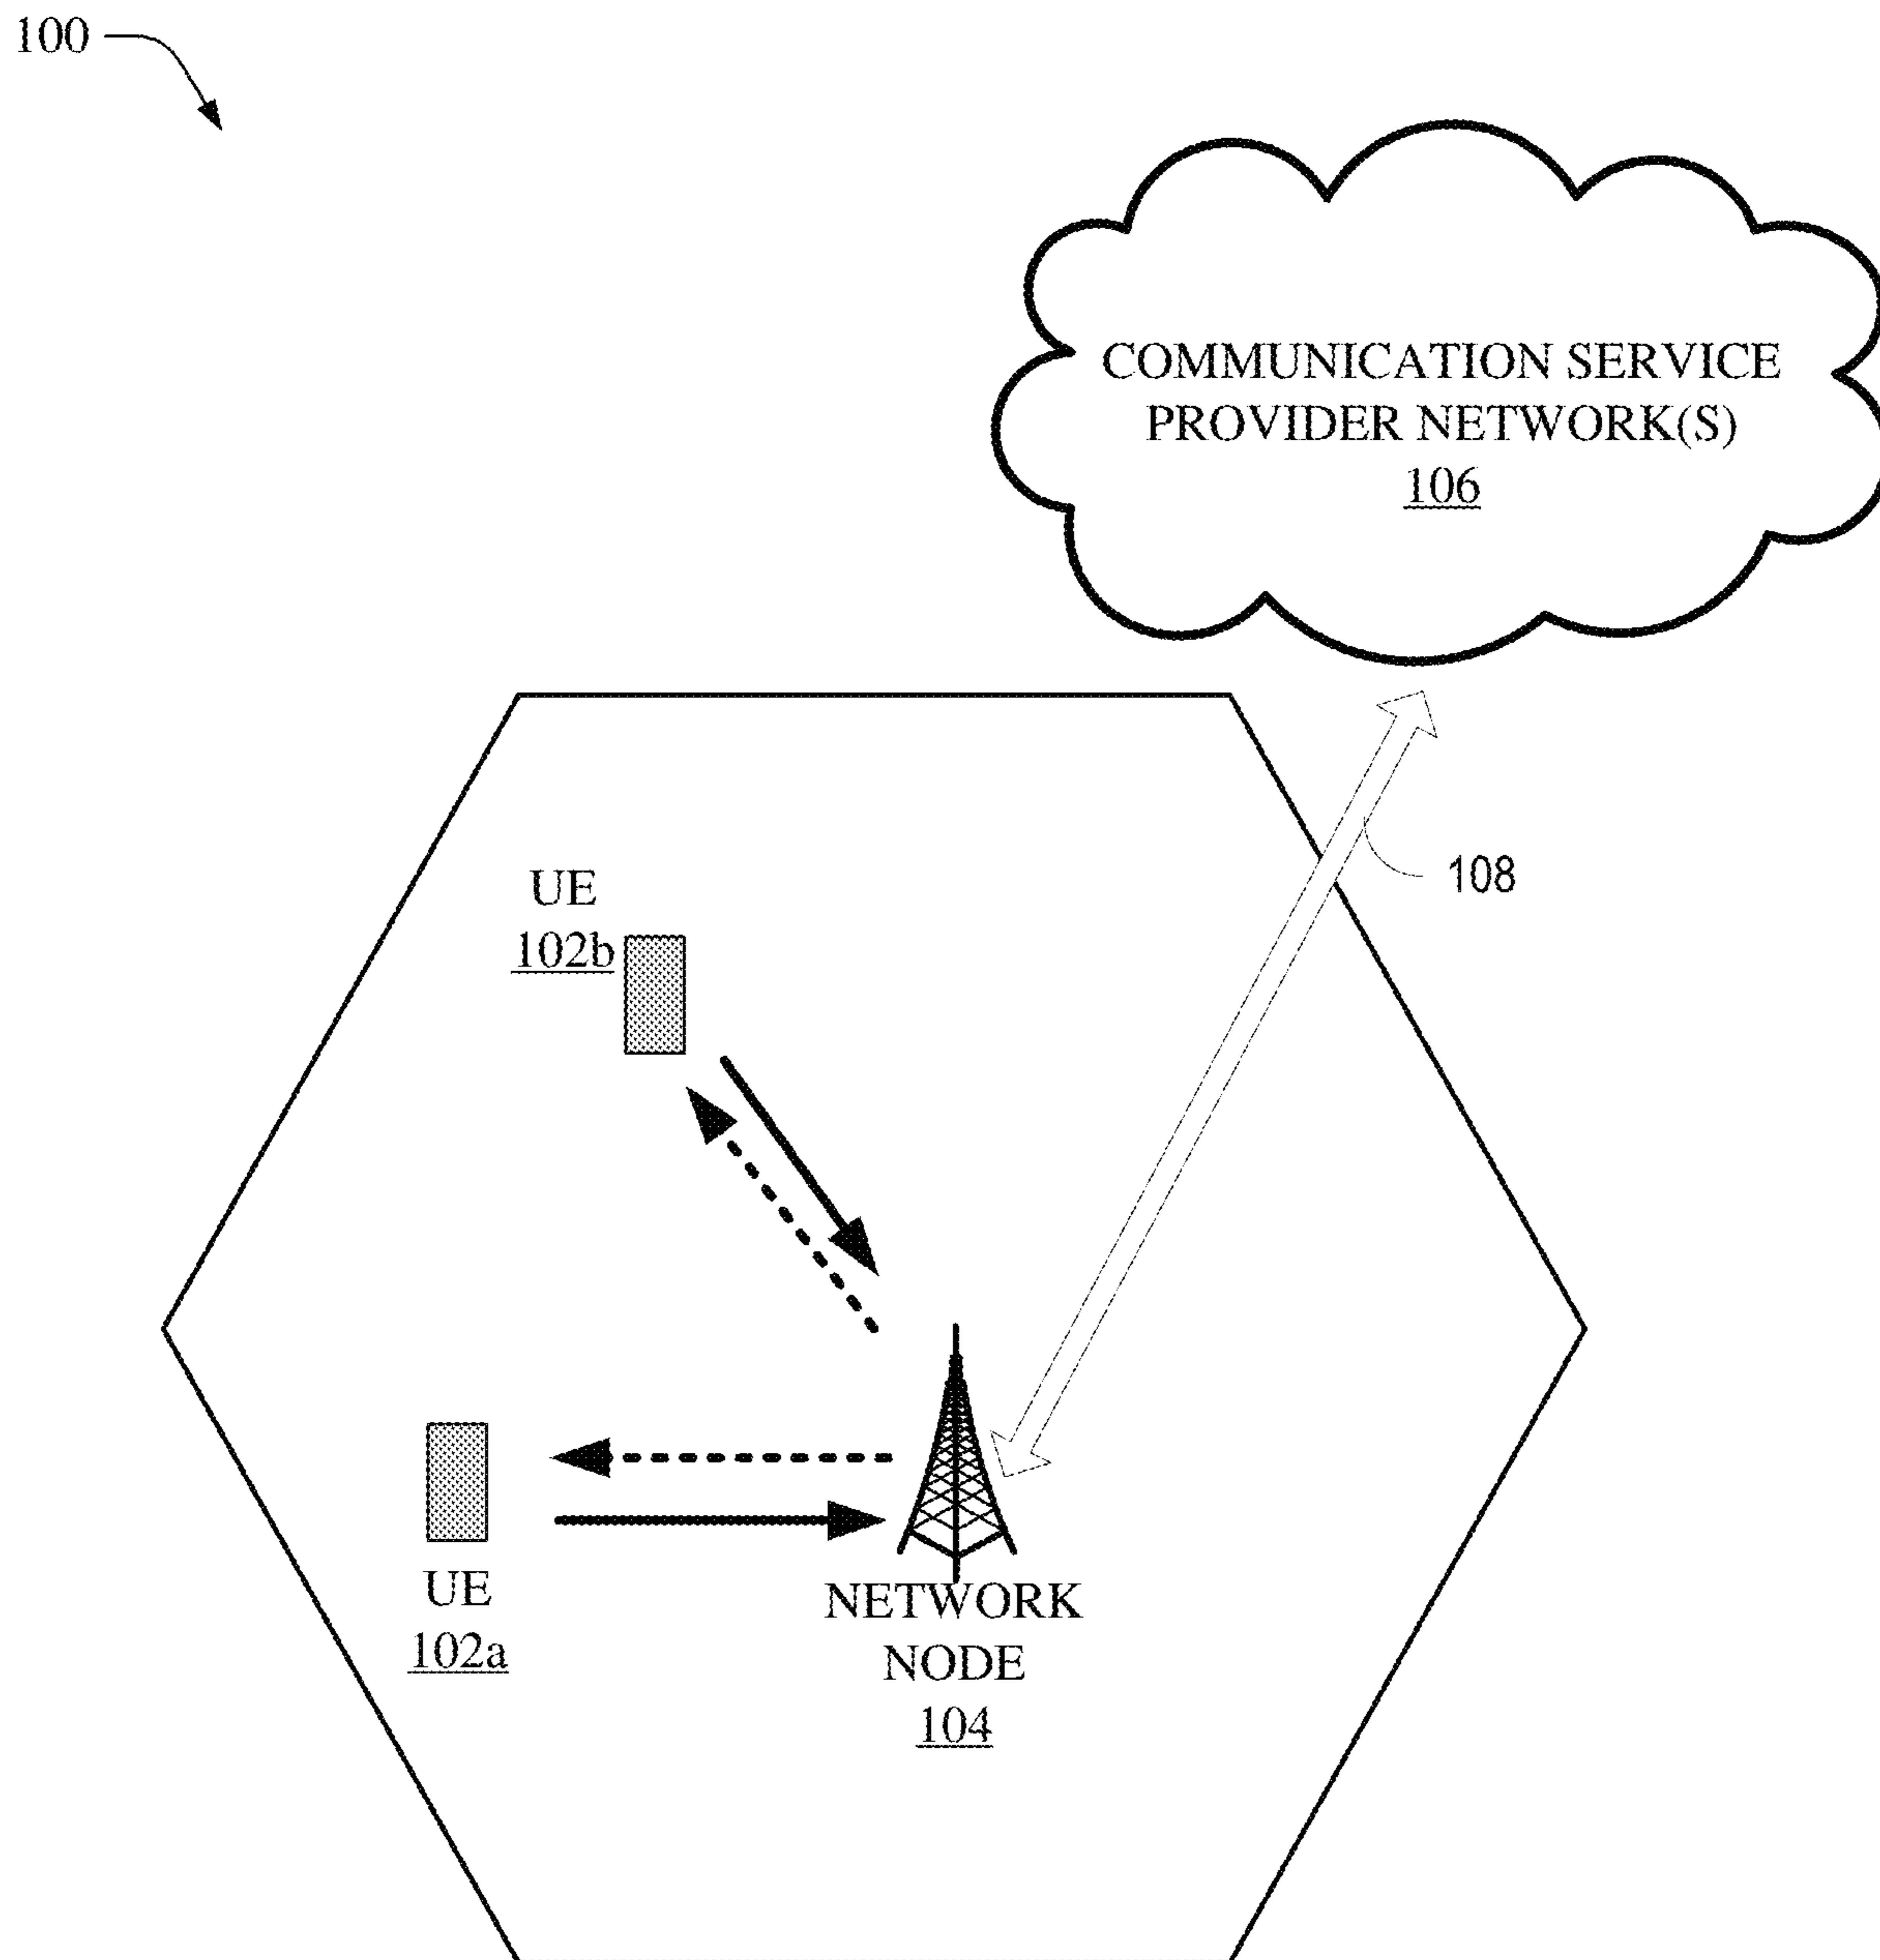 100
COMMUNICATION SERVICE
PROVIDER NETWORK(S)
106
108
UE
102b
UE
102a
NETWORK
NODE
104